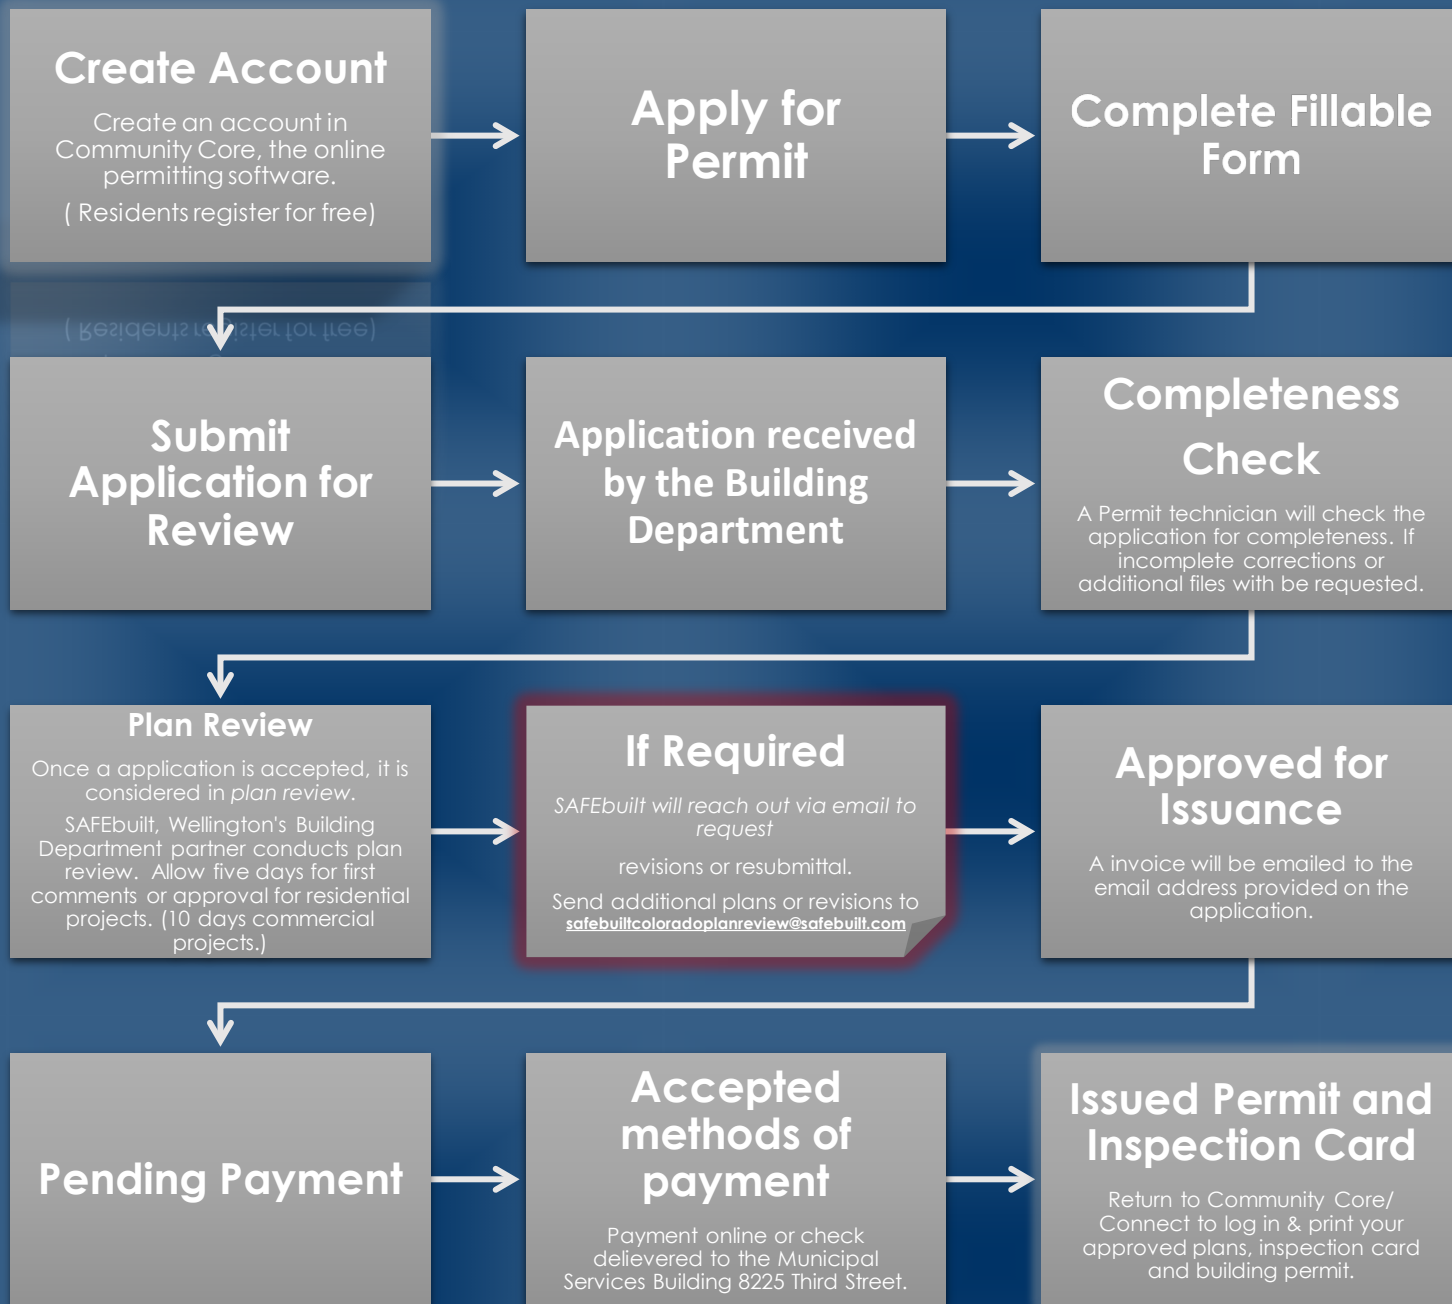 Create Account
Create an account in
Community Core, the online
permitting software.
( Residents register for free)
Apply for
Permit
Complete Fillable
Form
( Residents register for free)
Submit
Application for
Review
Application received
by the Building
Department
Completeness
Check
A Permit technician will check the
application for completeness. If
incomplete corrections or
additional files with be requested.
Plan Review
Once a application is accepted, it is
considered in plan review.
SAFEbuilt, Wellington's Building
Department partner conducts plan
review. Allow five days for first
comments or approval for residential
projects. (10 days commercial
projects.)
If Required
SAFEbuilt will reach out via email to
request
revisions or resubmittal.
Send additional plans or revisions to
safebuiltcoloradoplanreview@safebuilt.com
Approved for
Issuance
A invoice will be emailed to the
email address provided on the
application.
Pending Payment
Accepted
methods of
payment
Payment online or check
delievered to the Municipal
Services Building 8225 Third Street.
Issued Permit and
Inspection Card
Return to Community Core/
Connect to log in & print your
approved plans, inspection card
and building permit.